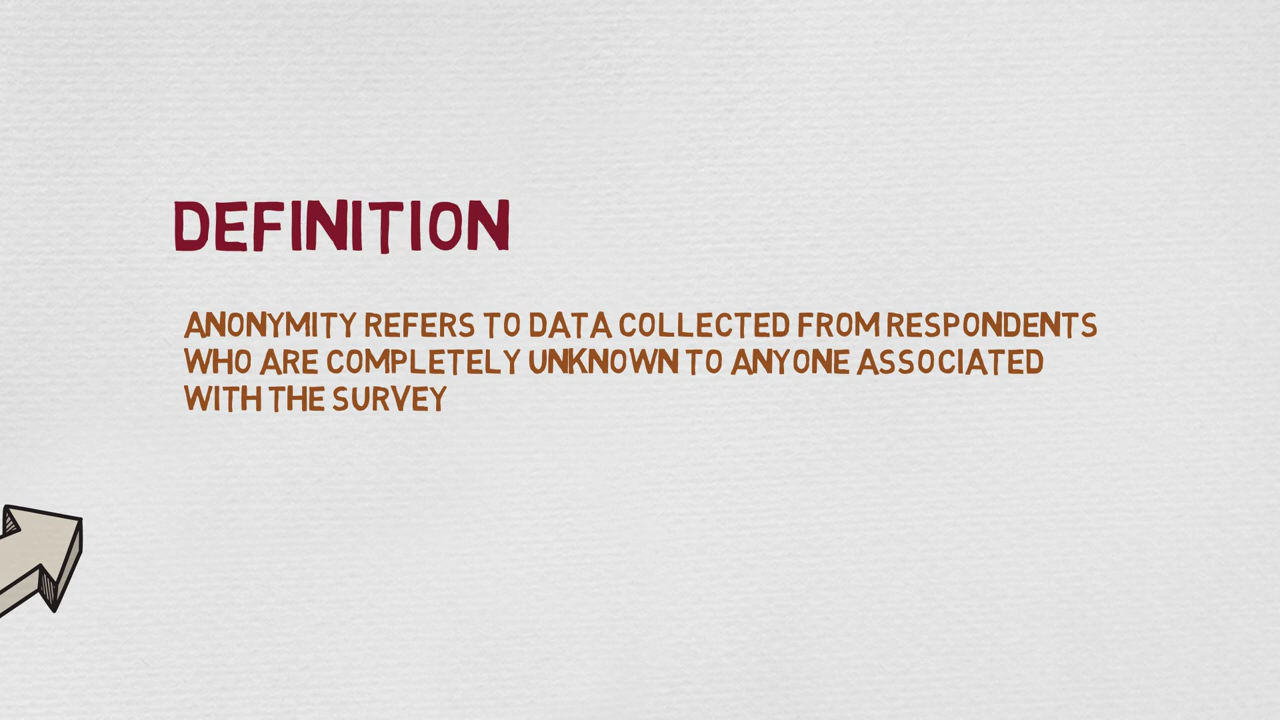 DEFINITION
ANONYMITY REFERS TO DATA COLLECTED FROM RESPONDENTS
WHO ARE COMPLETELY UNKNOWN TO ANYONE ASSOCIATED
WITH THE SURVEY